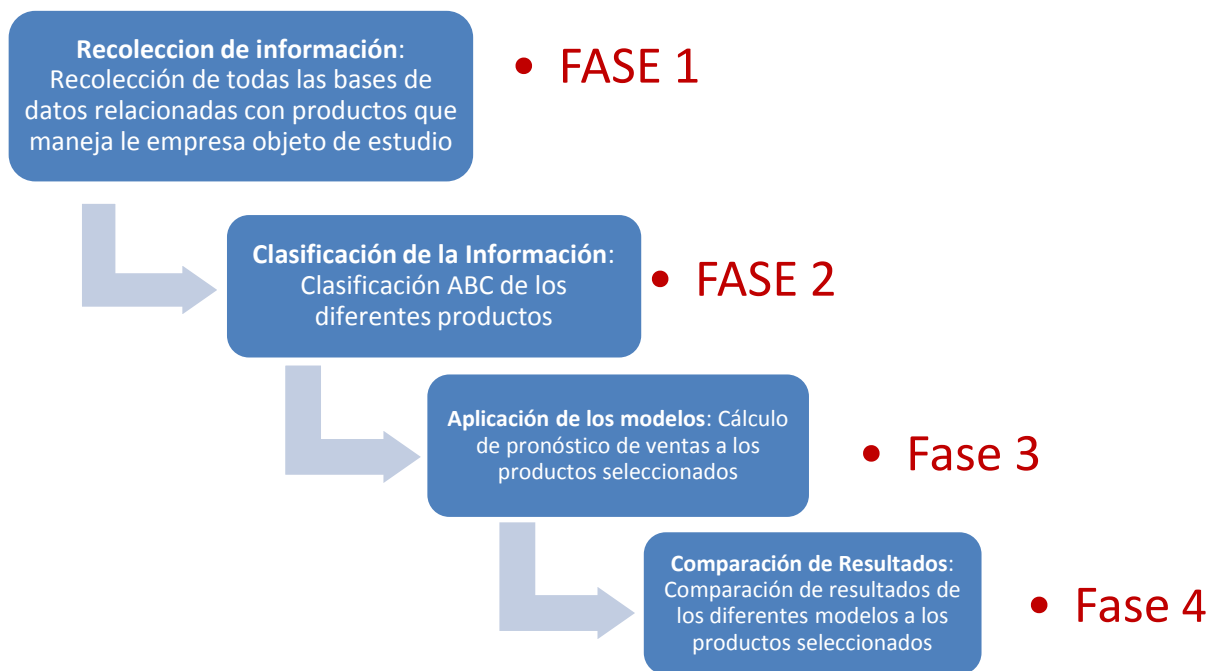 Recoleccion de información:
Recolección de todas las bases de
datos relacionadas con productos que
maneja le empresa objeto de estudio
• FASE 1
Clasificación de la Información:
Clasificación ABC de los
diferentes productos
• FASE 2
Aplicación de los modelos: Cálculo
de pronóstico de ventas a los
productos seleccionados
• Fase 3
Comparación de Resultados:
Comparación de resultados de
los diferentes modelos a los
productos seleccionados
• Fase 4